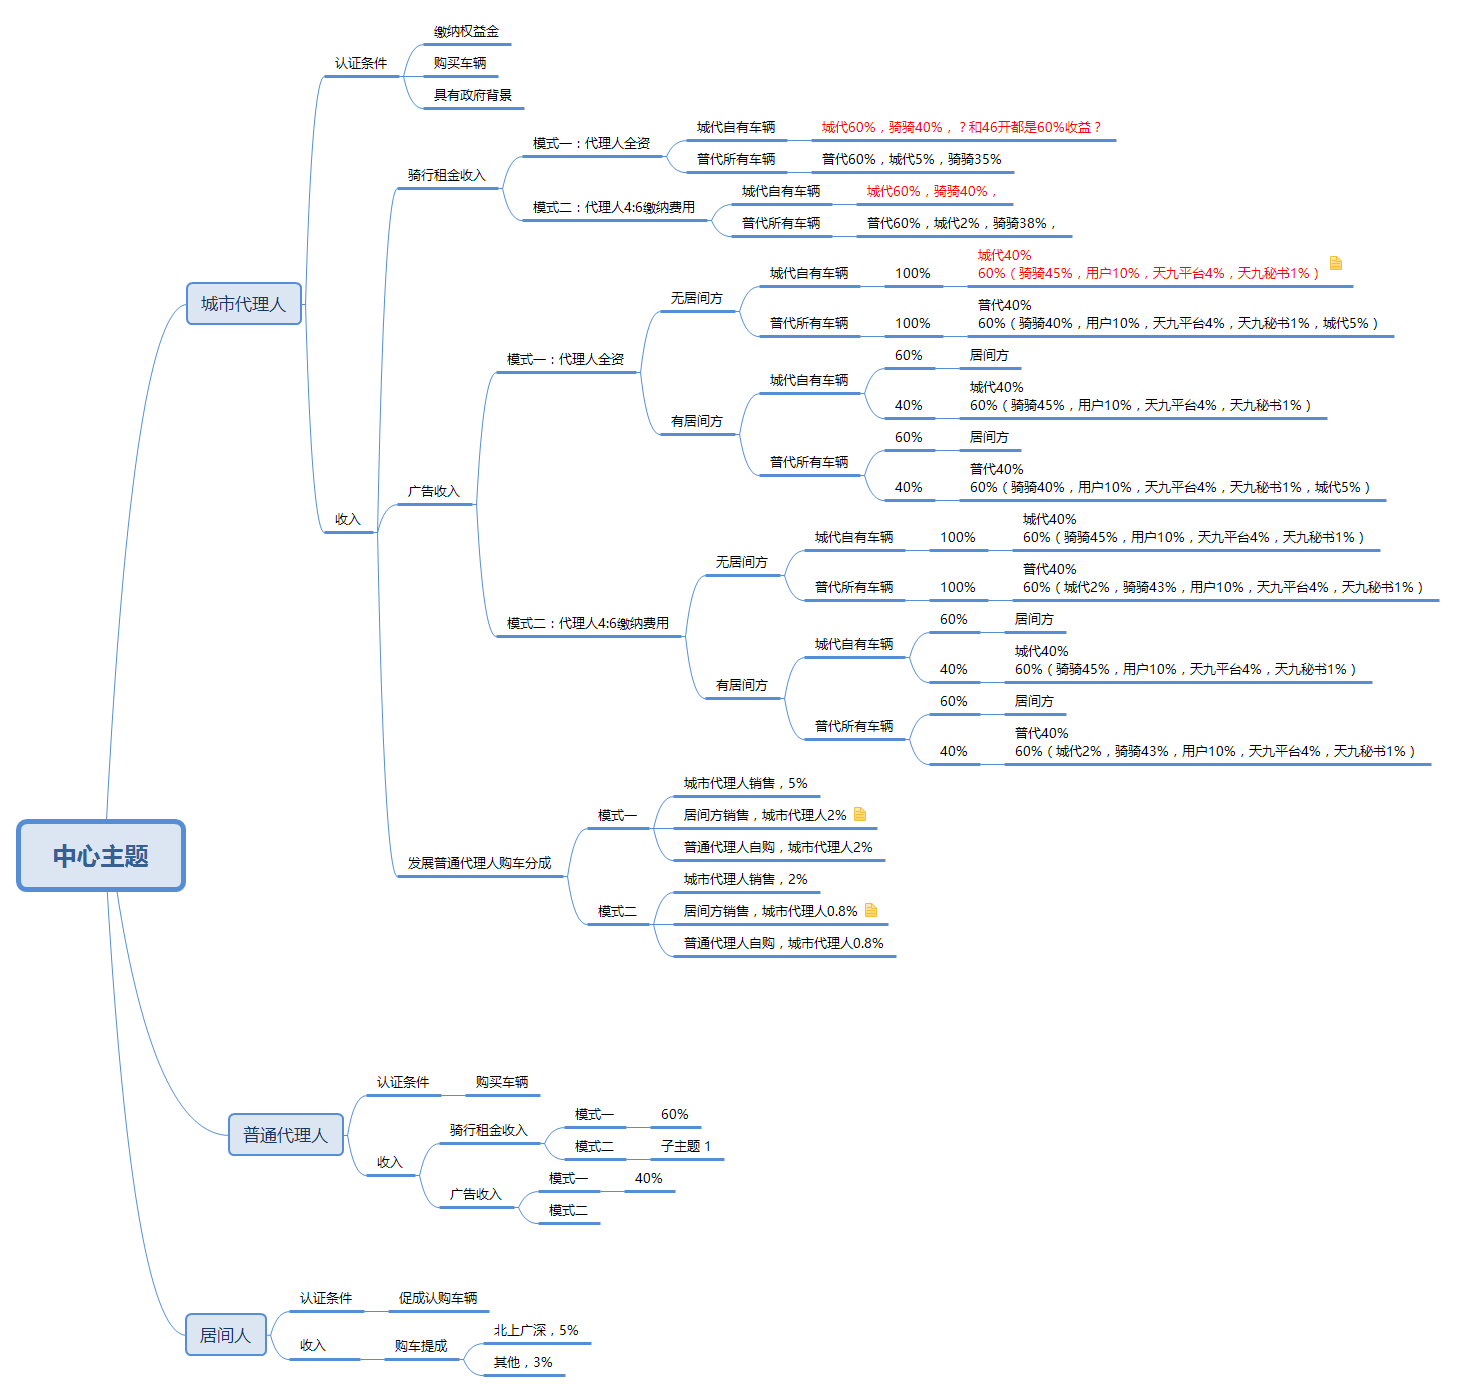 中心主题
城市代理人
认证条件
缴纳权益金
购买车辆
具有政府背景
收入
骑行租金收入
模式一：代理人全资
城代自有车辆
城代60%，骑骑40%，？和46开都是60%收益？
普代所有车辆
普代60%，城代5%，骑骑35%
模式二：代理人4:6缴纳费用
城代自有车辆
城代60%，骑骑40%，
普代所有车辆
普代60%，城代2%，骑骑38%，
广告收入
模式一：代理人全资
无居间方
城代自有车辆
100%
城代40%
60%（骑骑45%，用户10%，天九平台4%，天九秘书1%）
普代所有车辆
100%
普代40%
60%（骑骑40%，用户10%，天九平台4%，天九秘书1%，城代5%）
有居间方
城代自有车辆
60%
居间方
40%
城代40%
60%（骑骑45%，用户10%，天九平台4%，天九秘书1%）
普代所有车辆
60%
居间方
40%
普代40%
60%（骑骑40%，用户10%，天九平台4%，天九秘书1%，城代5%）
模式二：代理人4:6缴纳费用
无居间方
城代自有车辆
100%
城代40%
60%（骑骑45%，用户10%，天九平台4%，天九秘书1%）
普代所有车辆
100%
普代40%
60%（城代2%，骑骑43%，用户10%，天九平台4%，天九秘书1%）
有居间方
城代自有车辆
60%
居间方
40%
城代40%
60%（骑骑45%，用户10%，天九平台4%，天九秘书1%）
普代所有车辆
60%
居间方
40%
普代40%
60%（城代2%，骑骑43%，用户10%，天九平台4%，天九秘书1%）
发展普通代理人购车分成
模式一
城市代理人销售，5%
居间方销售，城市代理人2%
普通代理人自购，城市代理人2%
模式二
城市代理人销售，2%
居间方销售，城市代理人0.8%
普通代理人自购，城市代理人0.8%
普通代理人
认证条件
购买车辆
收入
骑行租金收入
模式一
60%
模式二
子主题 1
广告收入
模式一
40%
模式二
居间人
认证条件
促成认购车辆
收入
购车提成
北上广深，5%
其他，3%